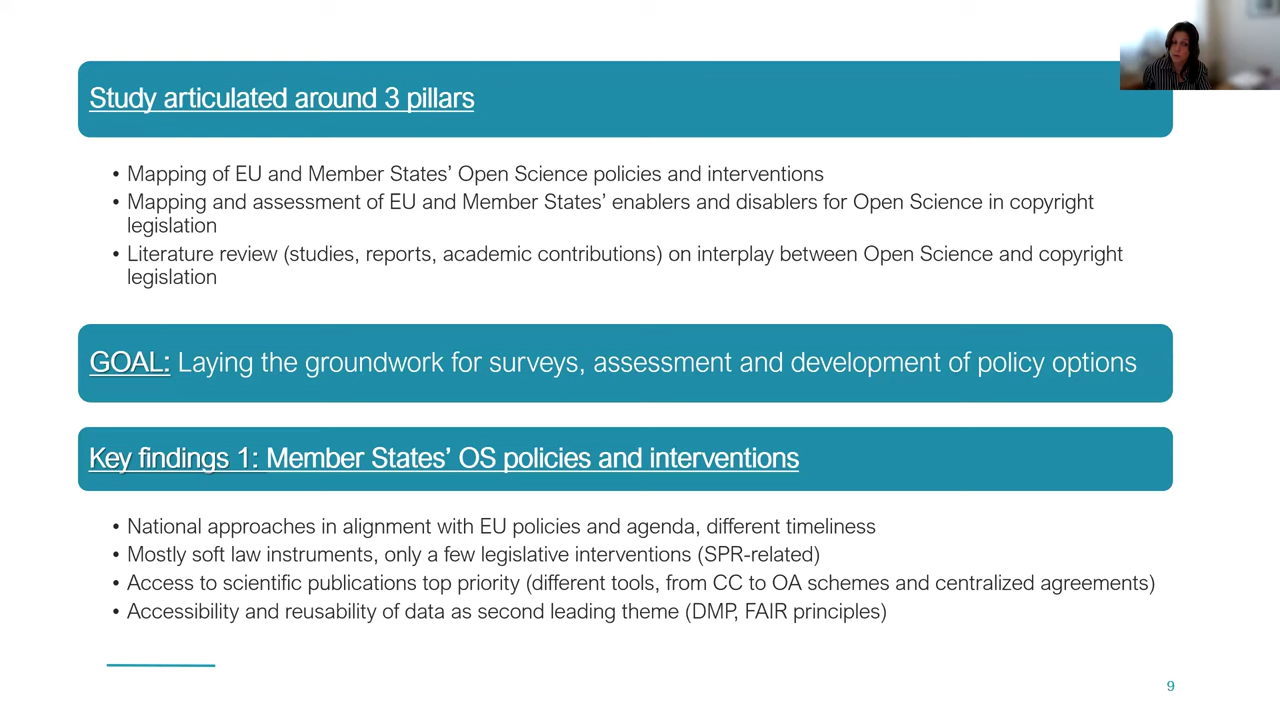 Study articulated around 3 pillars
• Mapping of EU and Member States’ Open Science policies and interventions
• Mapping and assessment of EU and Member States’ enablers and disablers for Open Science in copyright
legislation
• Literature review (studies, reports, academic contributions) on interplay between Open Science and copyright
legislation
GOAL: Laying the groundwork for surveys, assessment and development of policy options
Key findings 1: Member States’ OS policies and interventions
• National approaches in alignment with EU policies and agenda, different timeliness
• Mostly soft law instruments, only a few legislative interventions (SPR-related)
• Access to scientific publications top priority (different tools, from CC to OA schemes and centralized agreements)
• Accessibility and reusability of data as second leading theme (DMP, FAIR principles)
9